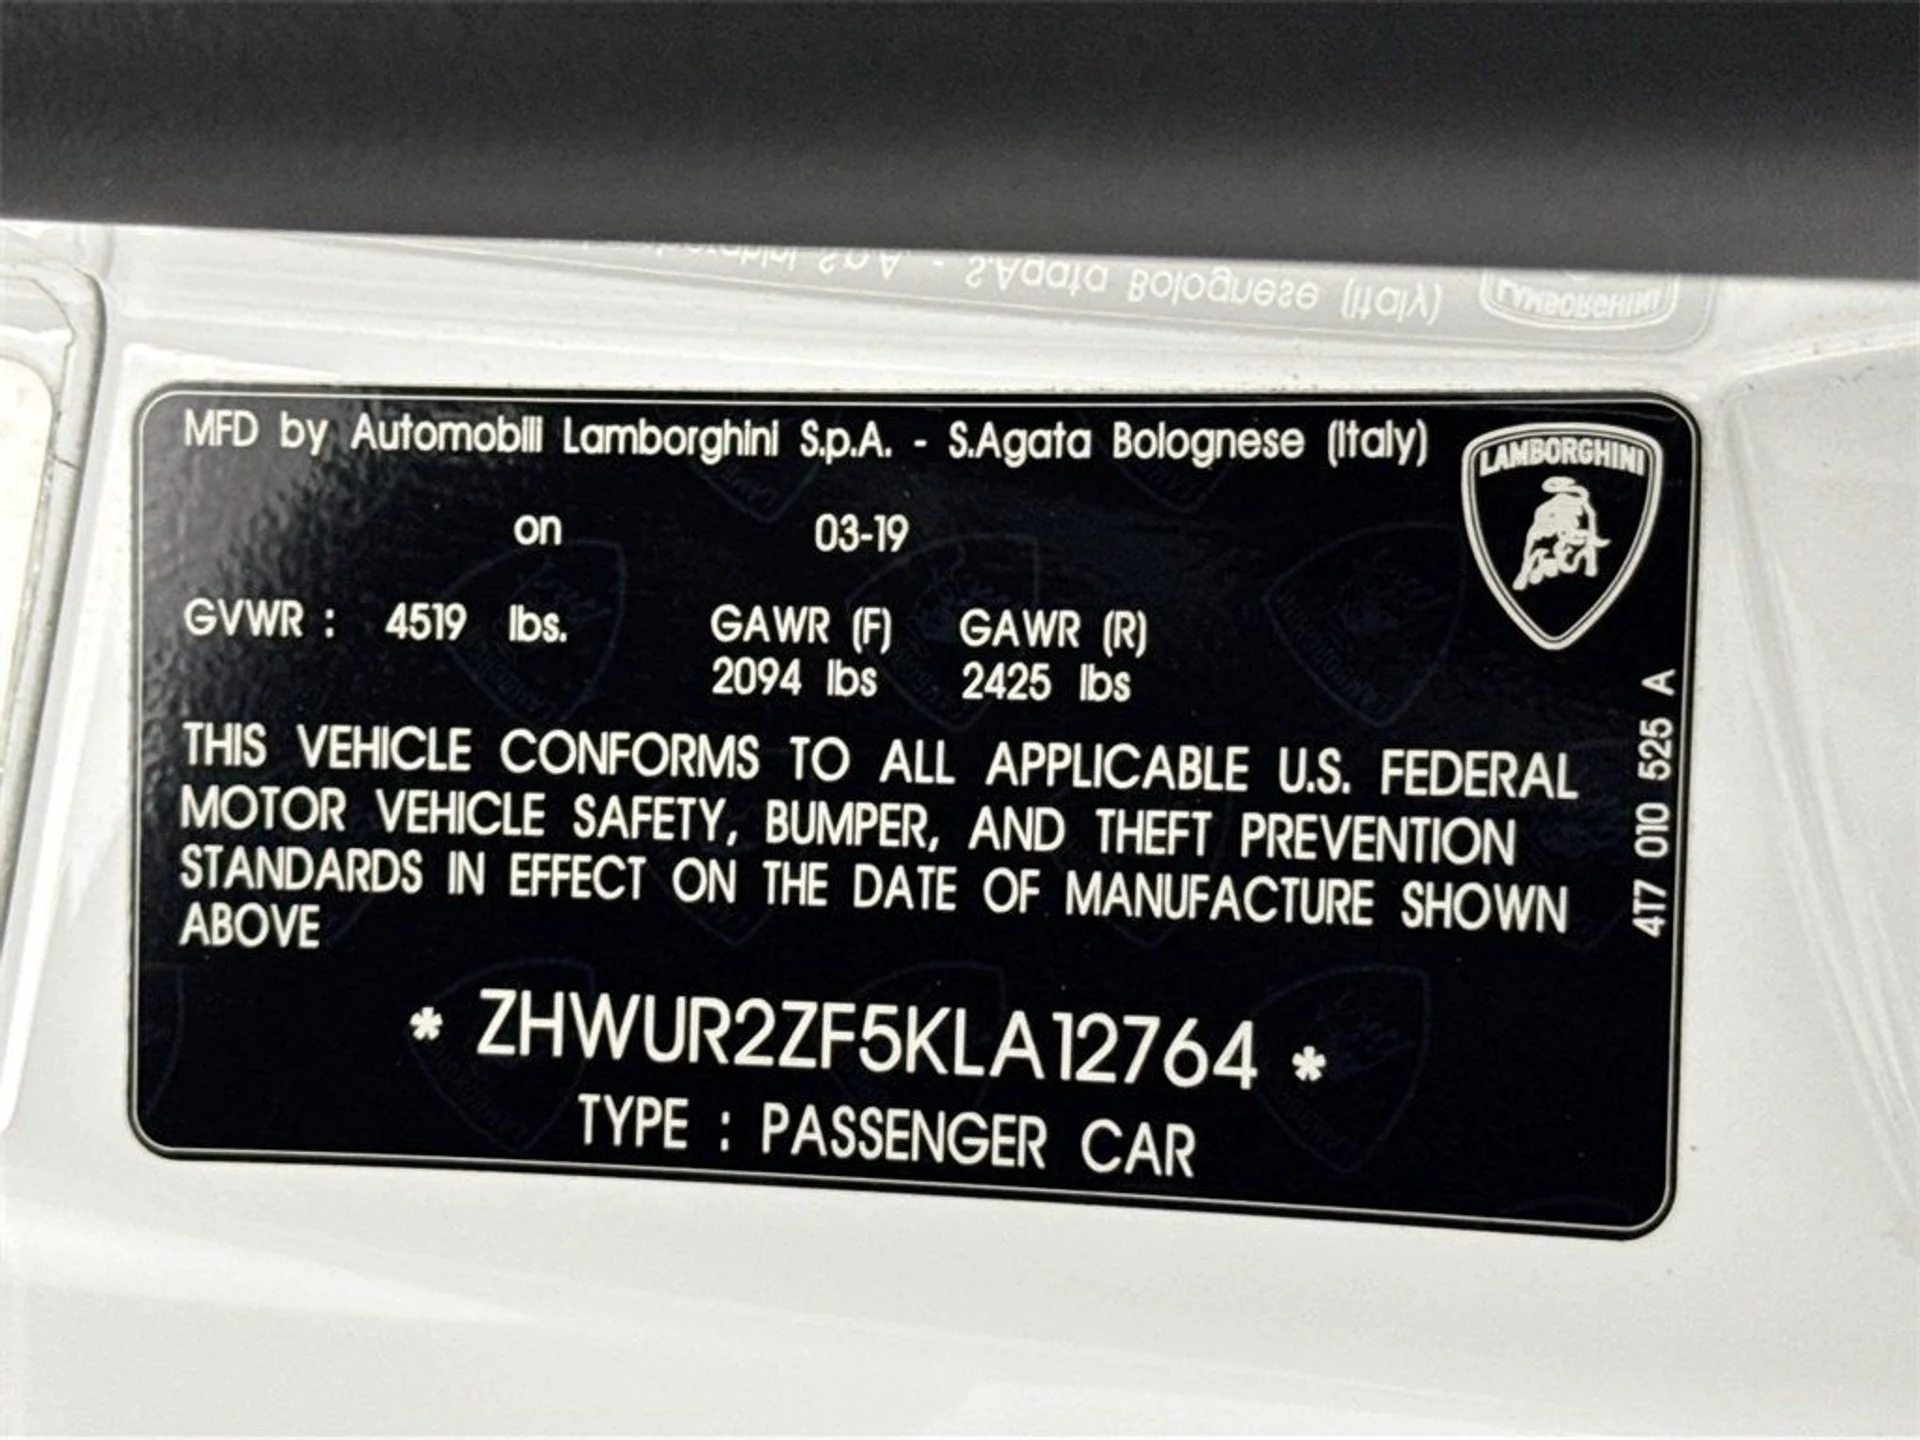 MFD by Automobili Lamborghini S.p.A. - S.Agata Bolognese (Italy)
LAMBORGHINI
on 03-19
GVWR : 4519 lbs. GAWR (F) GAWR (R)
2094 lbs 2425 lbs
THIS VEHICLE CONFORMS TO ALL APPLICABLE U.S. FEDERAL
MOTOR VEHICLE SAFETY, BUMPER, AND THEFT PREVENTION
STANDARDS IN EFFECT ON THE DATE OF MANUFACTURE SHOWN
ABOVE
* ZHWUR2ZF5KLA12764 *
TYPE : PASSENGER CAR
4T7 010 525 A